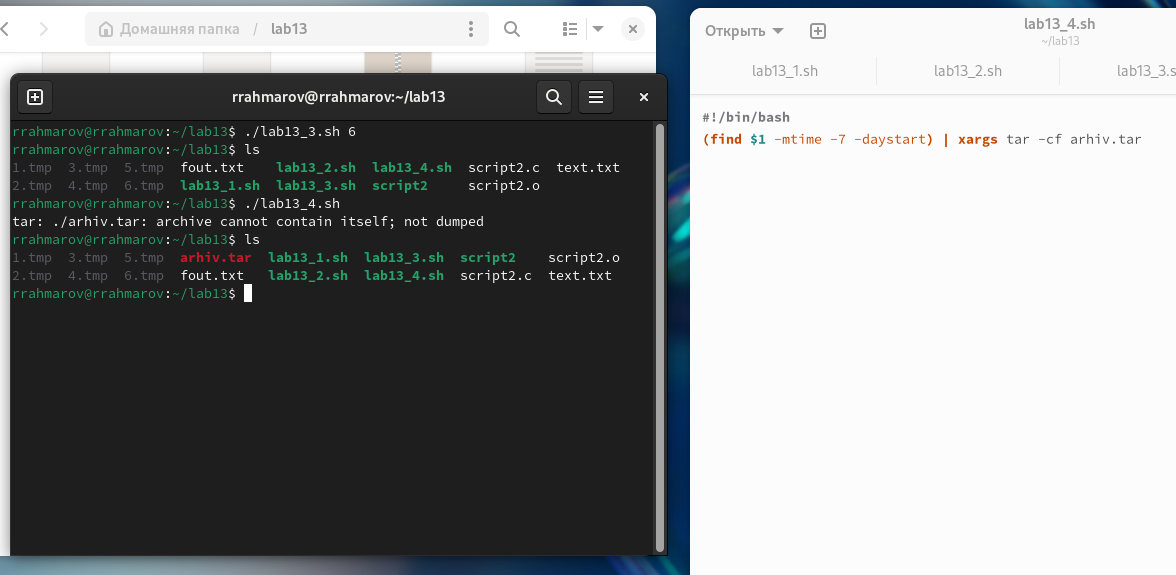 Домашняя папка / lab13
rrahmarov@rrahmarov:~/lab13
rrahmarov@rrahmarov:~/lab13$ ./lab13_3.sh 6
rrahmarov@rrahmarov:~/lab13$ ls
1.tmp  3.tmp  5.tmp  fout.txt    lab13_2.sh  lab13_4.sh  script2.c  text.txt
2.tmp  4.tmp  6.tmp  lab13_1.sh  lab13_3.sh  script2     script2.o
rrahmarov@rrahmarov:~/lab13$ ./lab13_4.sh
tar: ./arhiv.tar: archive cannot contain itself; not dumped
rrahmarov@rrahmarov:~/lab13$ ls
1.tmp  3.tmp  5.tmp  arhiv.tar  lab13_1.sh  lab13_3.sh  script2    script2.o
2.tmp  4.tmp  6.tmp  fout.txt   lab13_2.sh  lab13_4.sh  script2.c  text.txt
rrahmarov@rrahmarov:~/lab13$
Открыть
lab13_4.sh
~/lab13
lab13_1.sh lab13_2.sh lab13_3.s
#!/bin/bash
(find $1 -mtime -7 -daystart) | xargs tar -cf arhiv.tar